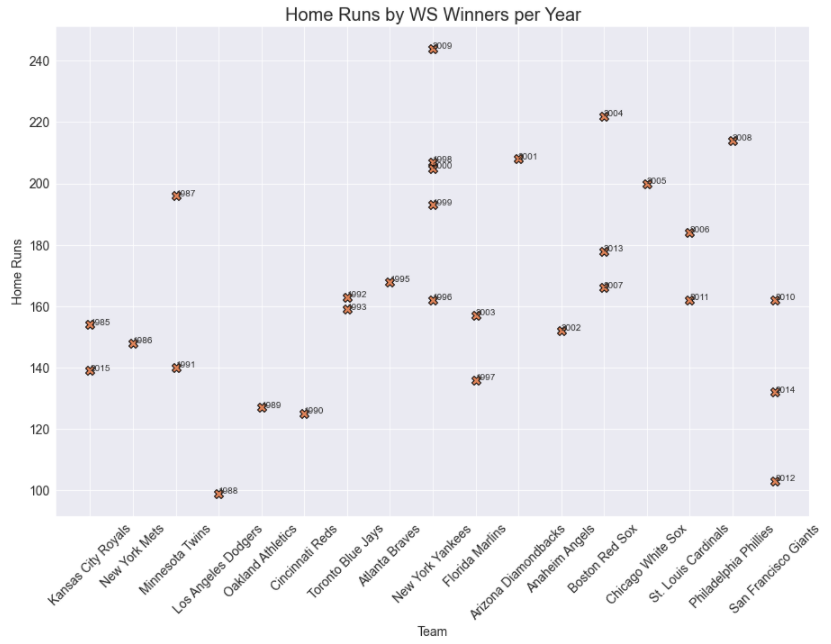 Home Runs by WS Winners per Year
Home Runs
240
220
200
180
160
140
120
100
2009
2004
2008
1998
2001
2000
2005
1987
1999
2006
2013
1995
2007
1992
1996
2011
2010
1993
2003
1985
2002
1986
1991
2015
1997
2014
1989
1990
2012
1988
Kansas City Royals
New York Mets
Minnesota Twins
Los Angeles Dodgers
Oakland Athletics
Cincinnati Reds
Toronto Blue Jays
Atlanta Braves
New York Yankees
Florida Marlins
Arizona Diamondbacks
Anaheim Angels
Boston Red Sox
Chicago White Sox
St. Louis Cardinals
Philadelphia Phillies
San Francisco Giants
Team